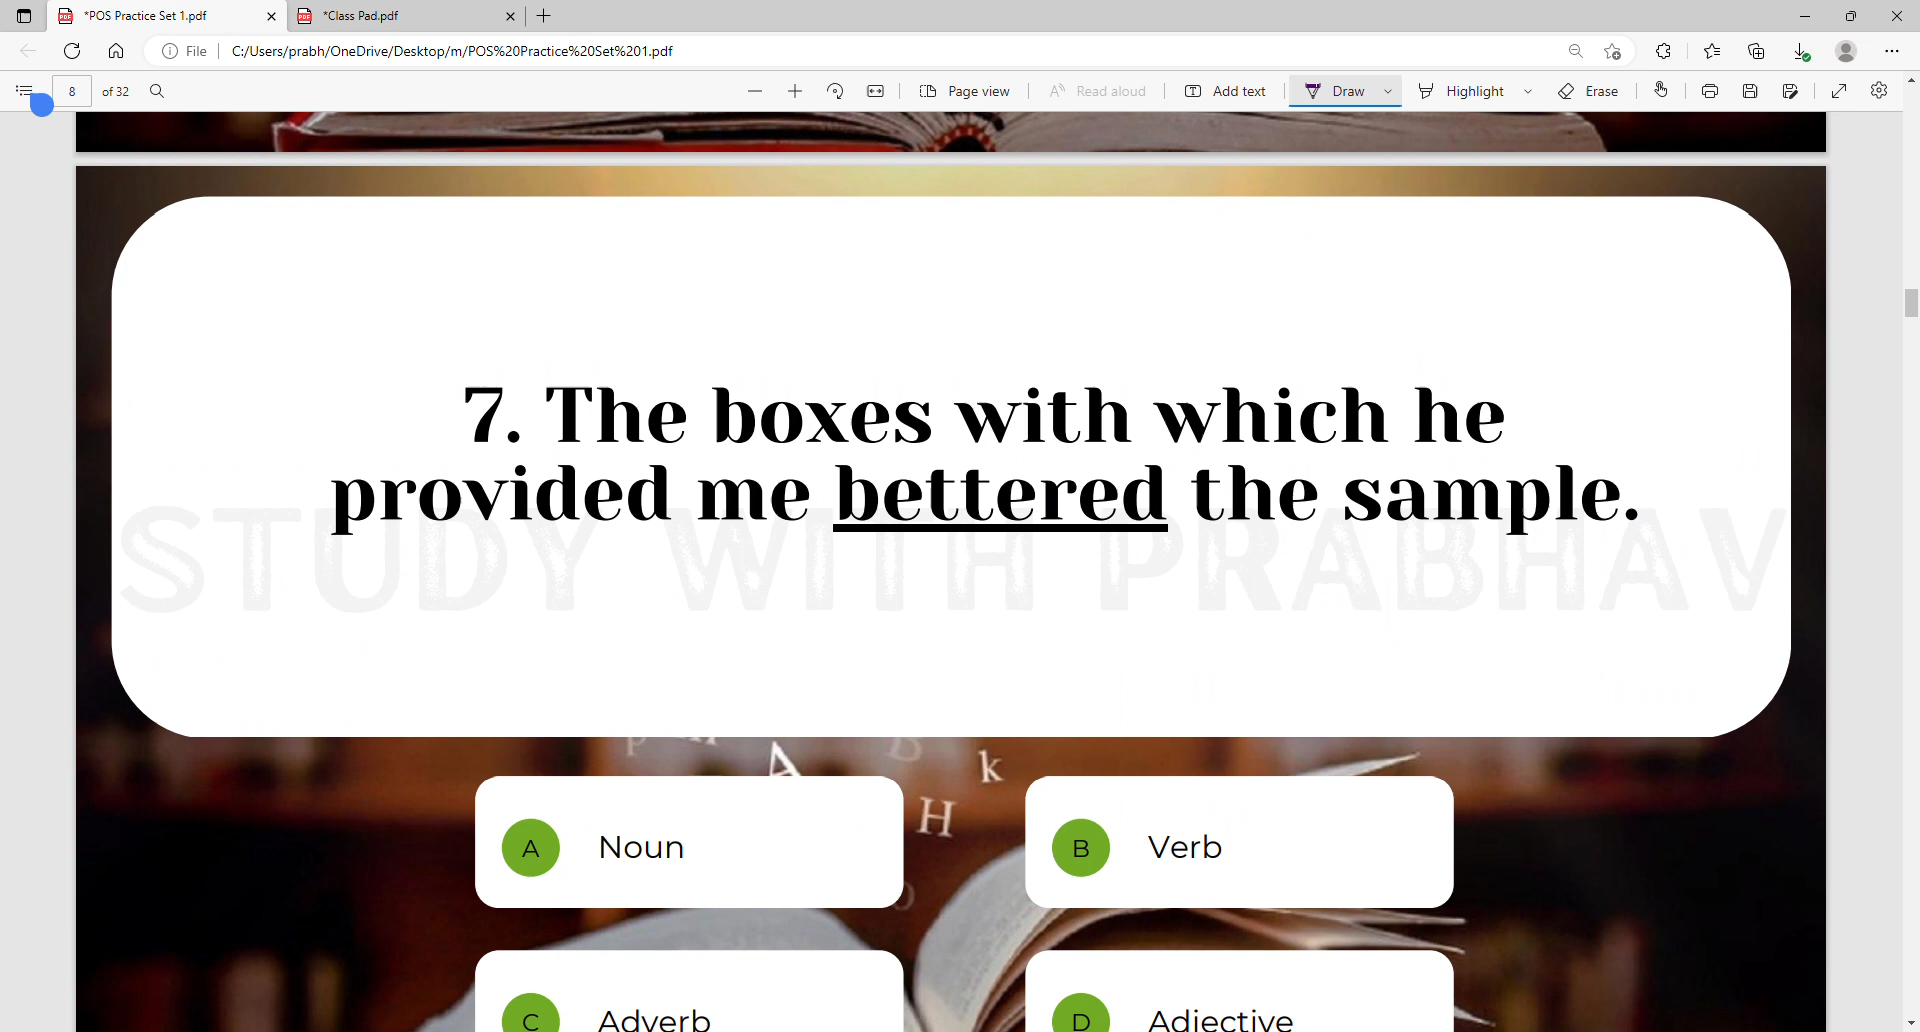 *POS Practice Set 1.pdf
*Class Pad.pdf
File
C:/Users/prabh/OneDrive/Desktop/m/POS%20Practice%20Set%201.pdf
8 of 32
Page view
Read aloud
Add text
Draw
Highlight
Erase
7. The boxes with which he
provided me bettered the sample.
STUDY WITH PRABHAV
A
B
k
H
A Noun
B Verb
C Adverb
D Adjective